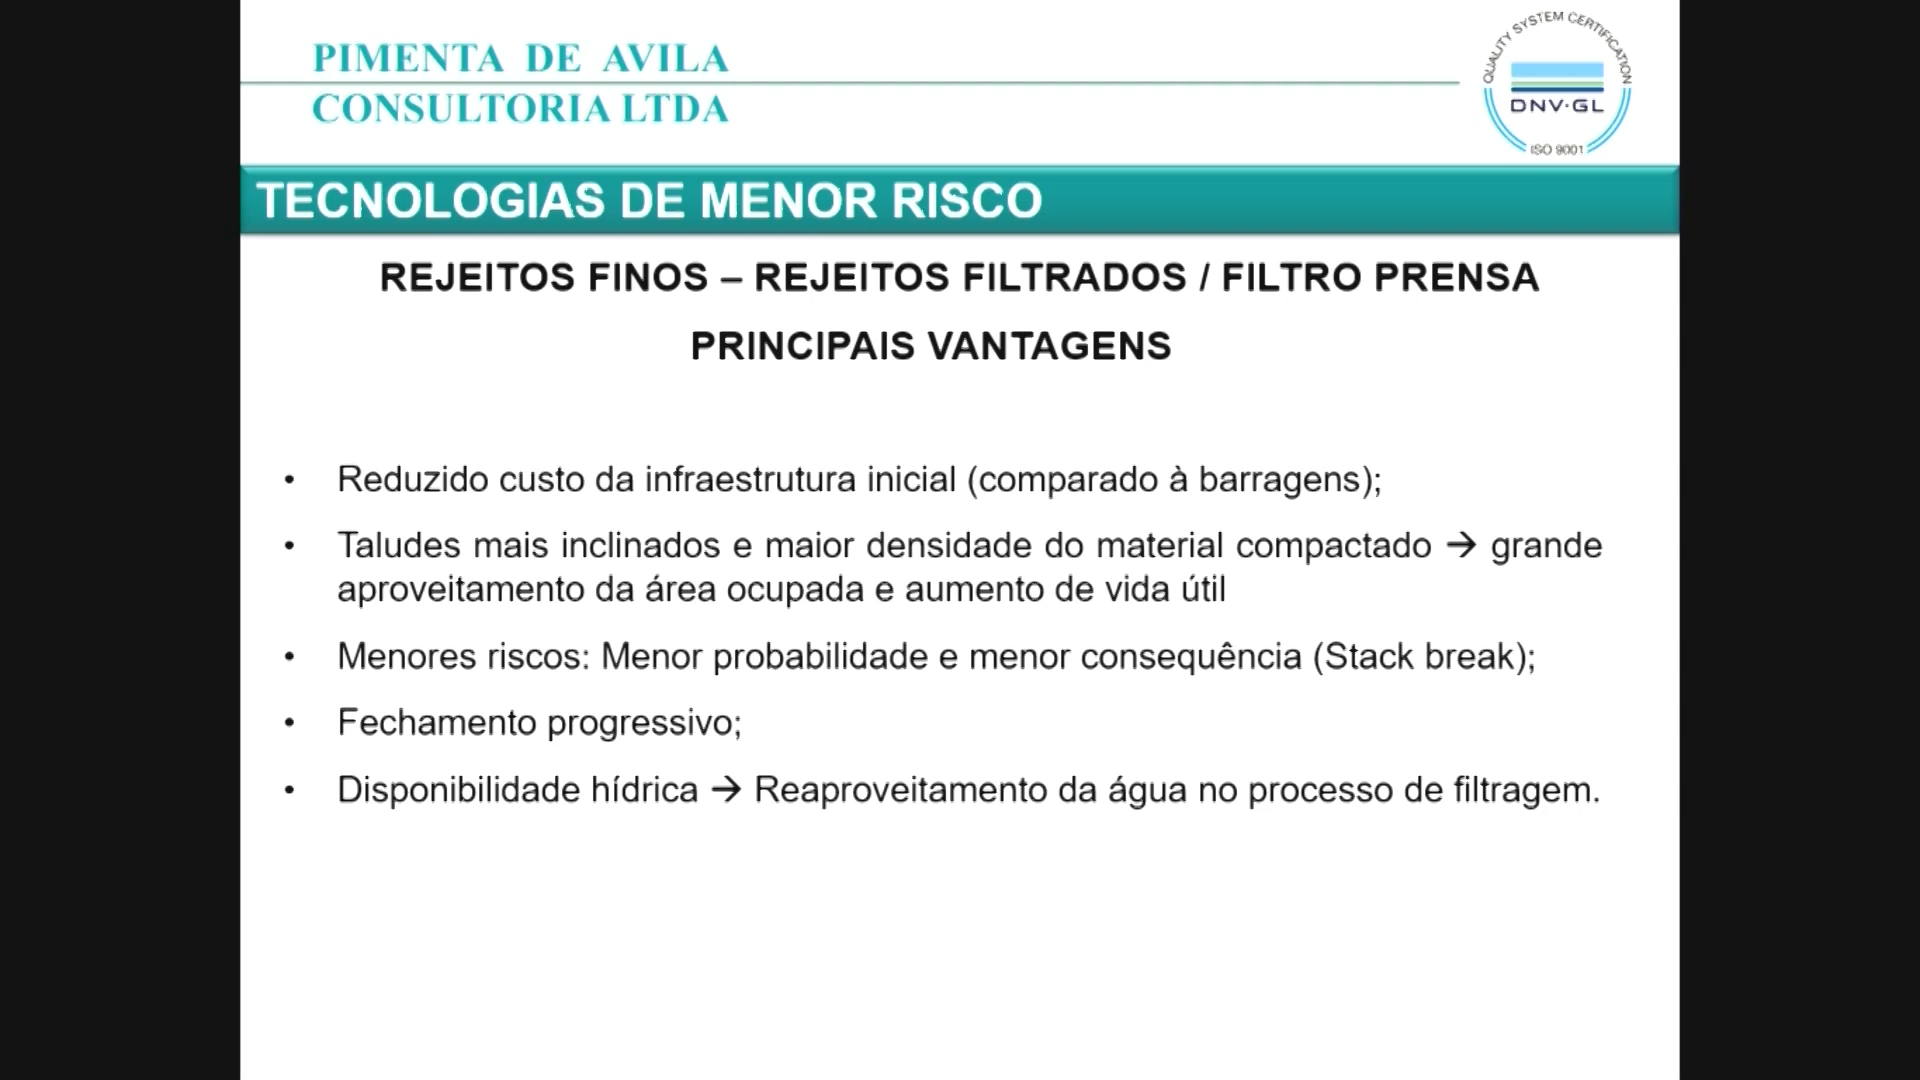 PIMENTA DE AVILA
CONSULTORIA LTDA
QUALITY SYSTEM CERTIFICATION
DNV·GL
ISO 9001
TECNOLOGIAS DE MENOR RISCO
REJEITOS FINOS – REJEITOS FILTRADOS / FILTRO PRENSA
PRINCIPAIS VANTAGENS
• Reduzido custo da infraestrutura inicial (comparado à barragens);
• Taludes mais inclinados e maior densidade do material compactado → grande
aproveitamento da área ocupada e aumento de vida útil
• Menores riscos: Menor probabilidade e menor consequência (Stack break);
• Fechamento progressivo;
• Disponibilidade hídrica → Reaproveitamento da água no processo de filtragem.